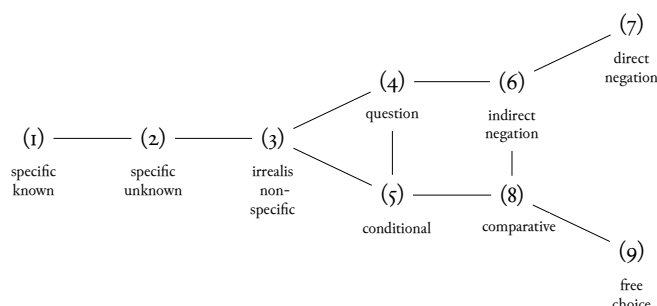 (7)
direct
negation
(4)
question
(6)
indirect
negation
(1)
specific
known
(2)
specific
unknown
(3)
irrealis
non-
specific
(5)
conditional
(8)
comparative
(9)
free
choice